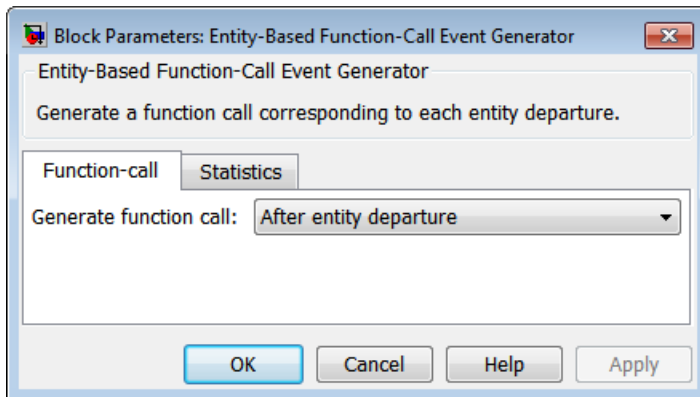 Block Parameters: Entity-Based Function-Call Event Generator
Entity-Based Function-Call Event Generator
Generate a function call corresponding to each entity departure.
Function-call Statistics
Generate function call: After entity departure
OK Cancel Help Apply